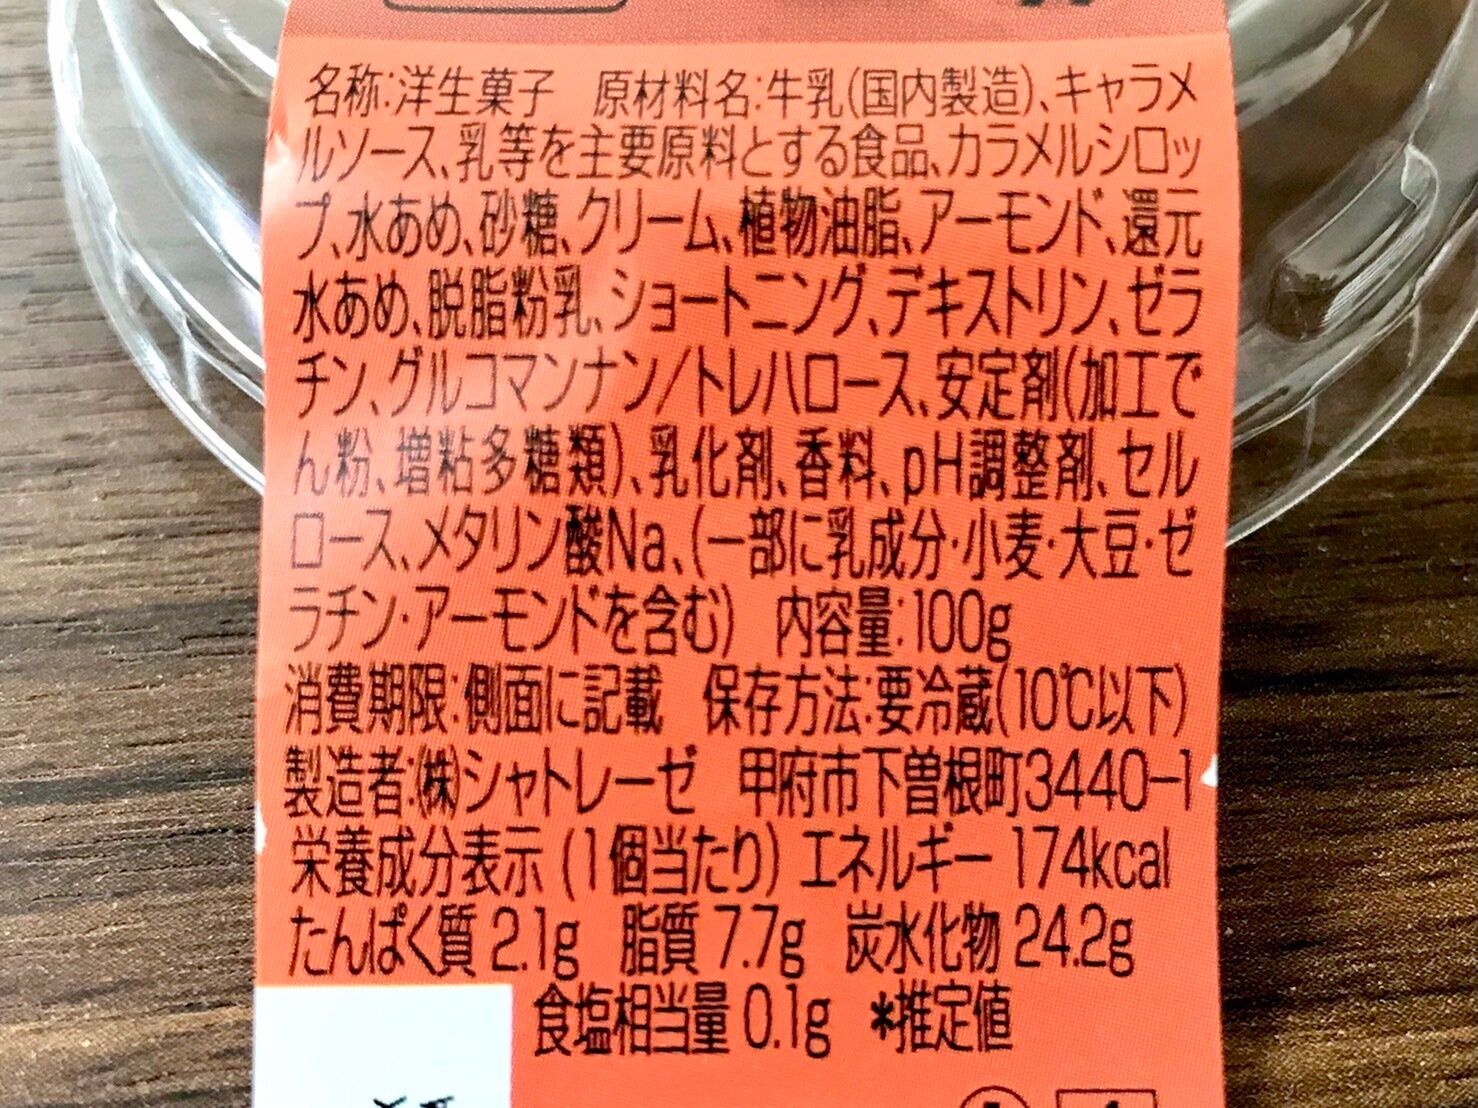 名称:洋生菓子　原材料名:牛乳(国内製造)、キャラメ
ルソース、乳等を主要原料とする食品、カラメルシロッ
プ、水あめ、砂糖、クリーム、植物油脂、アーモンド、還元
水あめ、脱脂粉乳、ショートニング、デキストリン、ゼラ
チン、グルコマンナン/トレハロース、安定剤(加工で
ん粉、増粘多糖類)、乳化剤、香料、pH調整剤、セル
ロース、メタリン酸Na、(一部に乳成分・小麦・大豆・ゼ
ラチン・アーモンドを含む)　内容量:100g
消費期限:側面に記載　保存方法:要冷蔵(10℃以下)
製造者:㈱シャトレーゼ　甲府市下曽根町3440-1
栄養成分表示 (1個当たり) エネルギー 174kcal
たんぱく質 2.1g　脂質 7.7g　炭水化物 24.2g
食塩相当量 0.1g　*推定値